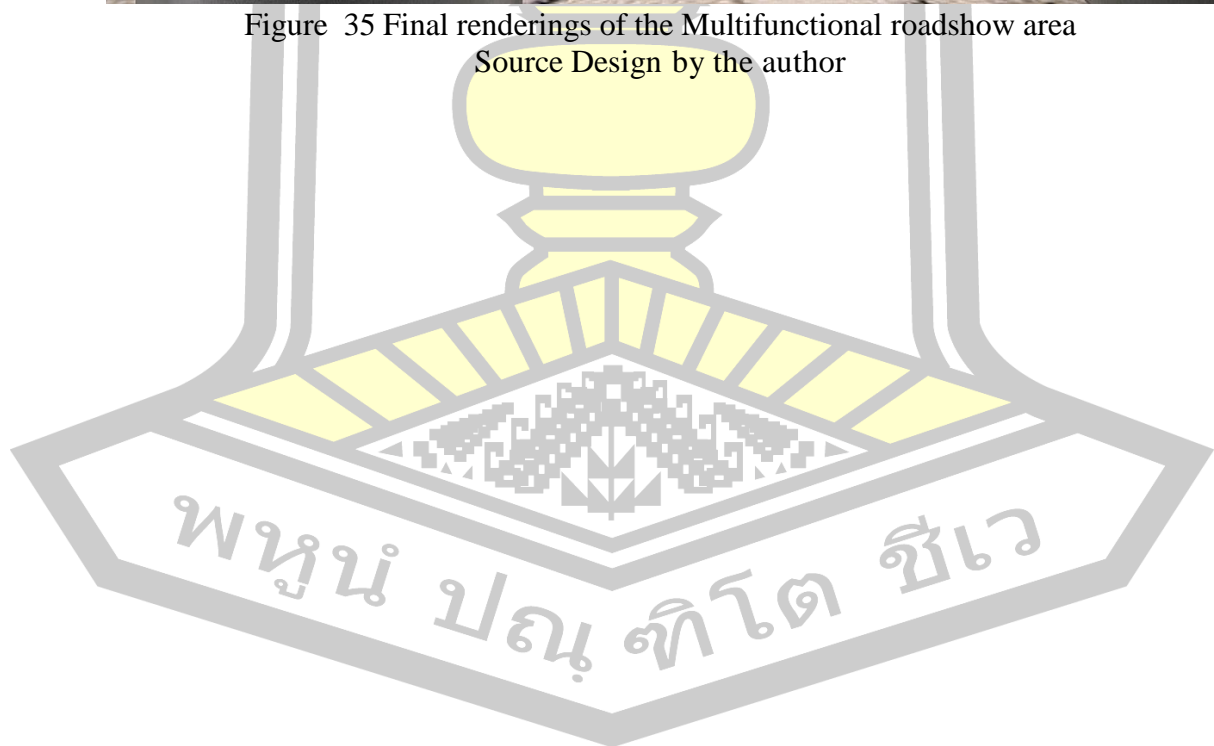 Figure 35 Final renderings of the Multifunctional roadshow area
Source Design by the author
พหูนํ ปณฺฑิโต ชีเว